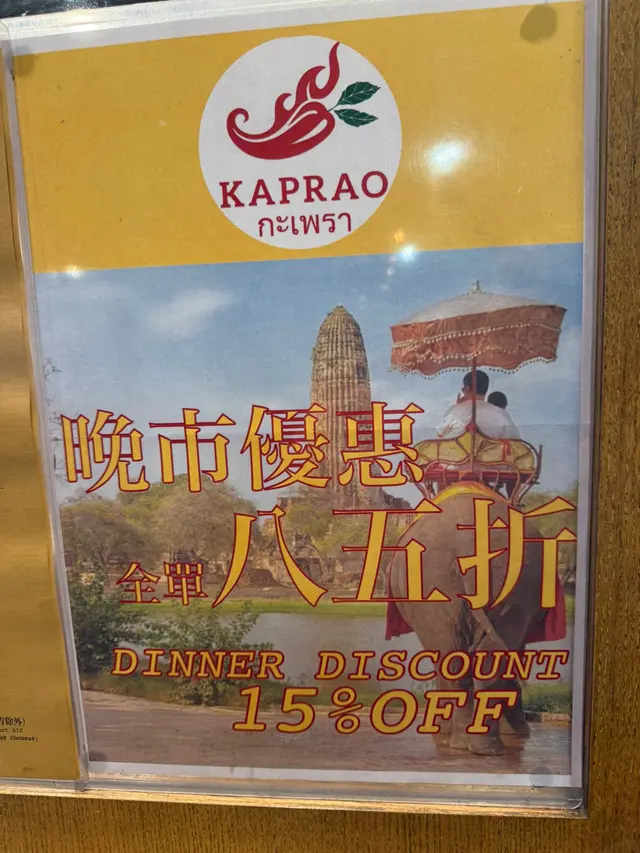 KAPRAO
กะเพรา
晚市優惠
全單八五折
DINNER DISCOUNT
15%OFF
Coconut)